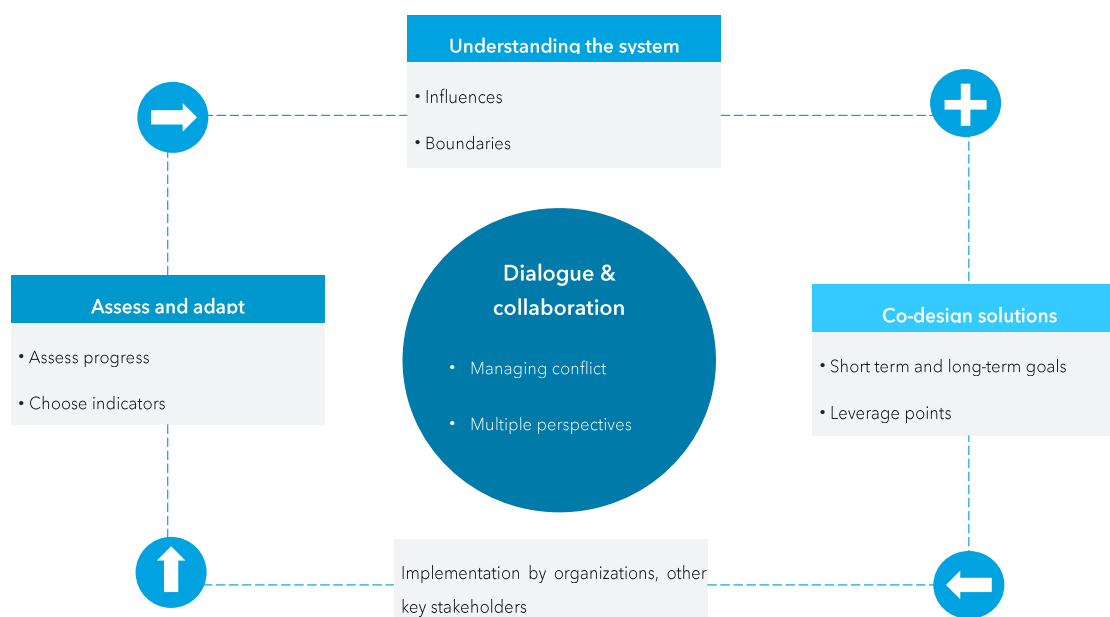 Understanding the system
• Influences
• Boundaries
Dialogue &
collaboration
• Managing conflict
• Multiple perspectives
Assess and adapt
• Assess progress
• Choose indicators
Co-design solutions
• Short term and long-term goals
• Leverage points
Implementation by organizations, other
key stakeholders